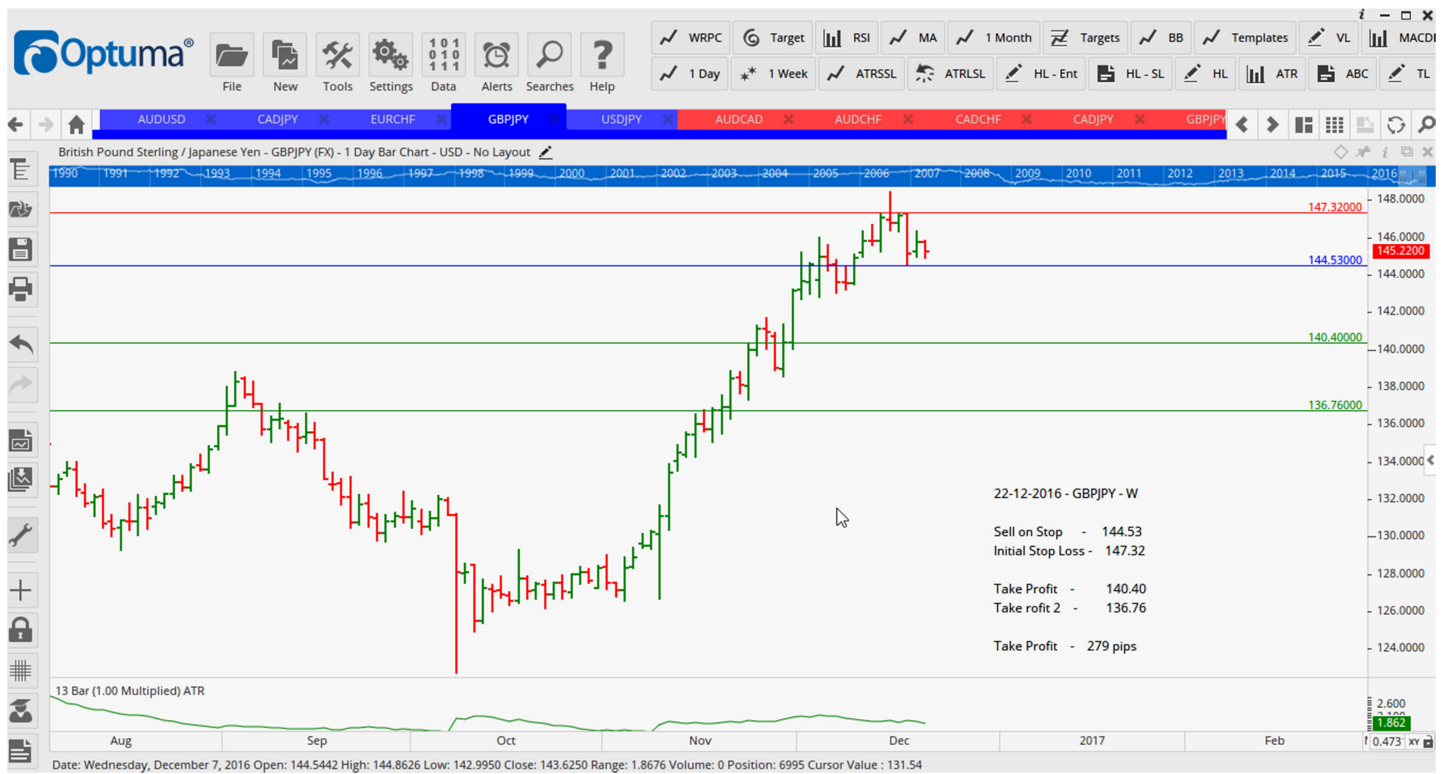 Optuma®
File
New
Tools
Settings
101
010
111
Data
Alerts
Searches
?
Help
WRPC
Target
RSI
MA
1 Month
Targets
BB
Templates
VL
MACDI
1 Day
1 Week
ATRSSL
ATRLSL
HL - Ent
HL - SL
HL
ATR
ABC
TL
AUDUSD
CADJPY
EURCHF
GBPJPY
USDJPY
AUDCAD
AUDCHF
CADCHF
CADJPY
GBPJPY
British Pound Sterling / Japanese Yen - GBPJPY (FX) - 1 Day Bar Chart - USD - No Layout
1990 1991 1992 1993 1994 1995 1996 1997 1998 1999 2000 2001 2002 2003 2004 2005 2006 2007 2008 2009 2010 2011 2012 2013 2014 2015 2016
147.32000
144.53000
140.40000
136.76000
148.0000
146.0000
145.2200
144.0000
142.0000
140.0000
138.0000
136.0000
134.0000
132.0000
130.0000
128.0000
126.0000
124.0000
22-12-2016 - GBPJPY - W
Sell on Stop - 144.53
Initial Stop Loss - 147.32
Take Profit - 140.40
Take rofit 2 - 136.76
Take Profit - 279 pips
13 Bar (1.00 Multiplied) ATR
2.600
1.862
0.473 XY
Aug Sep Oct Nov Dec 2017 Feb
Date: Wednesday, December 7, 2016 Open: 144.5442 High: 144.8626 Low: 142.9950 Close: 143.6250 Range: 1.8676 Volume: 0 Position: 6995 Cursor Value : 131.54